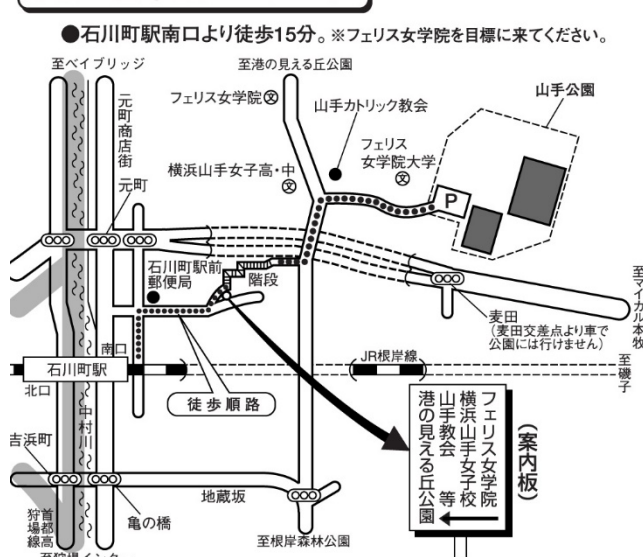 ●石川町駅南口より徒歩15分。※フェリス女学院を目標に来てください。
至ベイブリッジ
至港の見える丘公園
元町商店街
フェリス女学院㊛
山手カトリック教会
山手公園
フェリス
女学院大学
文
横浜山手女子高・中
文
P
元町
石川町駅前
郵便局
階段
至マイカル本牧
麦田
(麦田交差点より車で
公園には行けません)
南口
石川町駅
北口
JR根岸線
至磯子
徒歩順路
中村川
吉浜町
亀の橋
地蔵坂
首都高
狩場線
至根岸森林公園
フェリス女学院
横浜山手女子校
山手教会 等
港の見える丘公園
(案内板)